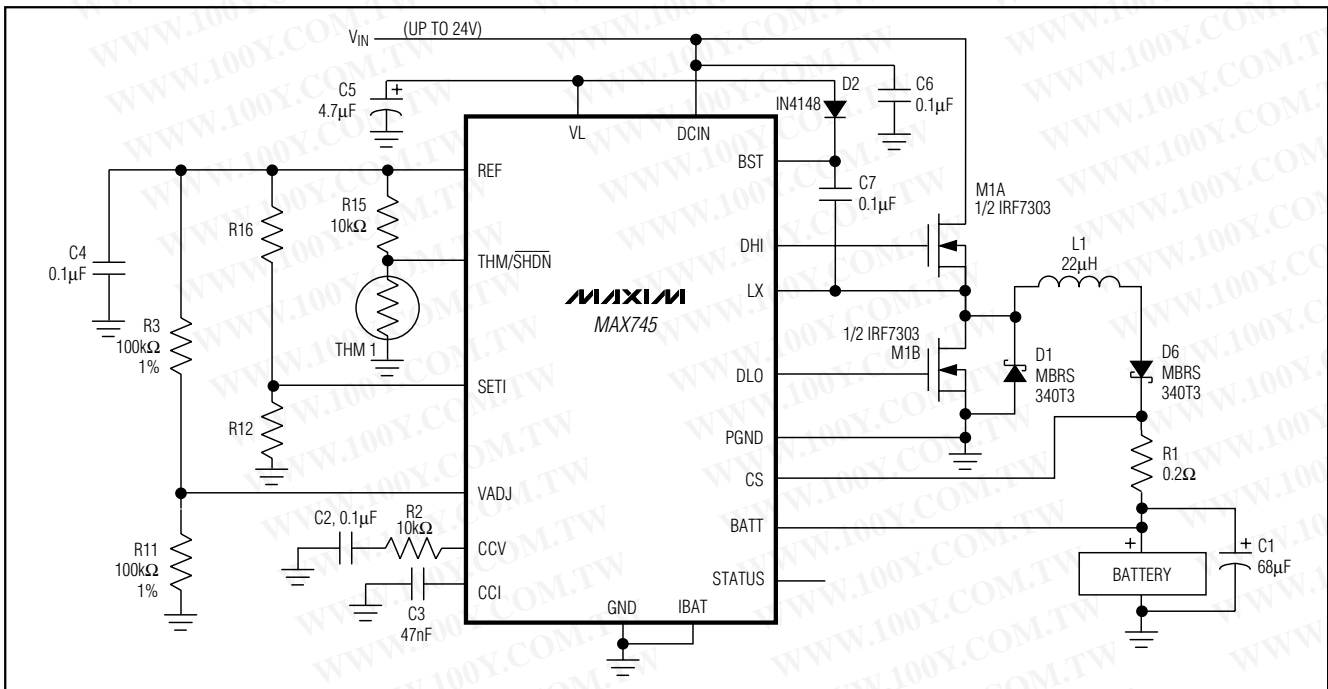 VIN (UP TO 24V)
C5
4.7µF
+
D2
IN4148
C6
0.1µF
VL
DCIN
REF
BST
C7
0.1µF
M1A
1/2 IRF7303
R15
10kΩ
R16
C4
0.1µF
THM/SHDN
DHI
L1
22µH
MAXIM
MAX745
LX
THM 1
R3
100kΩ
1%
1/2 IRF7303
M1B
D1
MBRS
340T3
D6
MBRS
340T3
SETI
DLO
R12
PGND
CS
R1
0.2Ω
VADJ
C2, 0.1µF
R2
10kΩ
CCV
BATT
R11
100kΩ
1%
+
BATTERY
+
C1
68µF
CCI
C3
47nF
STATUS
GND
IBAT
WWW.100Y.COM.TW